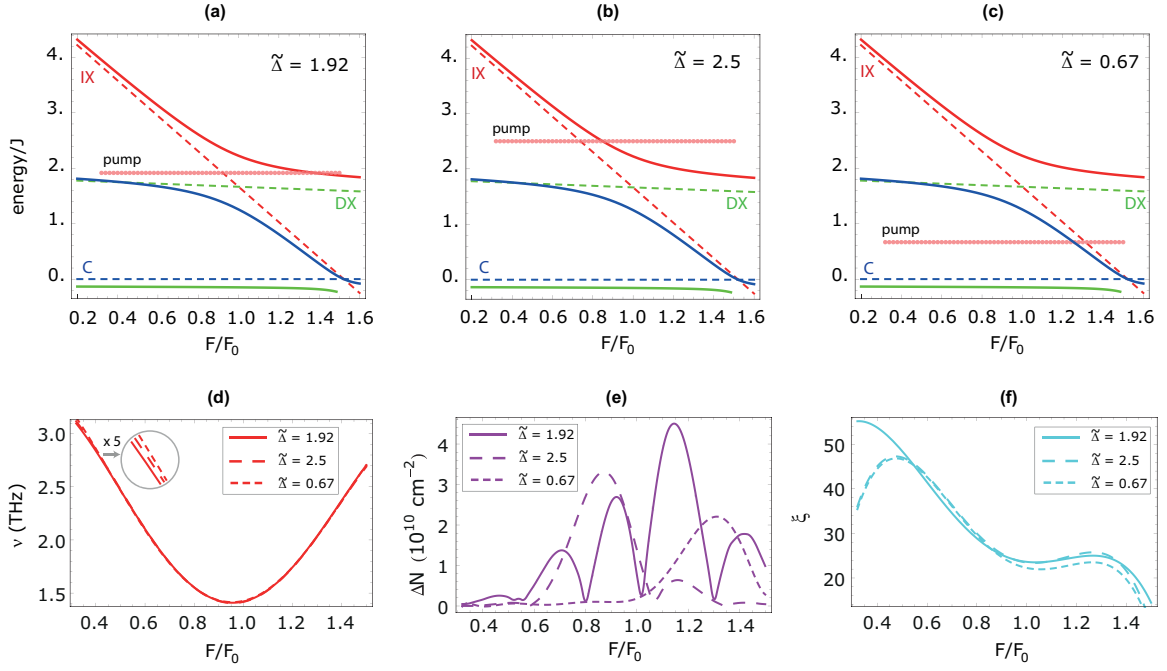 (a)
(b)
(c)
energy/J
4.
3.
2.
1.
0.
IX
Δ̃ = 1.92
pump
DX
C
0.2 0.4 0.6 0.8 1.0 1.2 1.4 1.6
F/F₀
4.
3.
2.
1.
0.
IX
Δ̃ = 2.5
pump
DX
C
0.2 0.4 0.6 0.8 1.0 1.2 1.4 1.6
F/F₀
4.
3.
2.
1.
0.
IX
Δ̃ = 0.67
pump
DX
C
0.2 0.4 0.6 0.8 1.0 1.2 1.4 1.6
F/F₀
(d)
(e)
(f)
ν (THz)
3.0
2.5
2.0
1.5
x 5
Δ̃ = 1.92
Δ̃ = 2.5
Δ̃ = 0.67
0.4 0.6 0.8 1.0 1.2 1.4
F/F₀
ΔN (10¹⁰ cm⁻²)
4
3
2
1
0
Δ̃ = 1.92
Δ̃ = 2.5
Δ̃ = 0.67
0.4 0.6 0.8 1.0 1.2 1.4
F/F₀
ξ
50
40
30
20
Δ̃ = 1.92
Δ̃ = 2.5
Δ̃ = 0.67
0.4 0.6 0.8 1.0 1.2 1.4
F/F₀